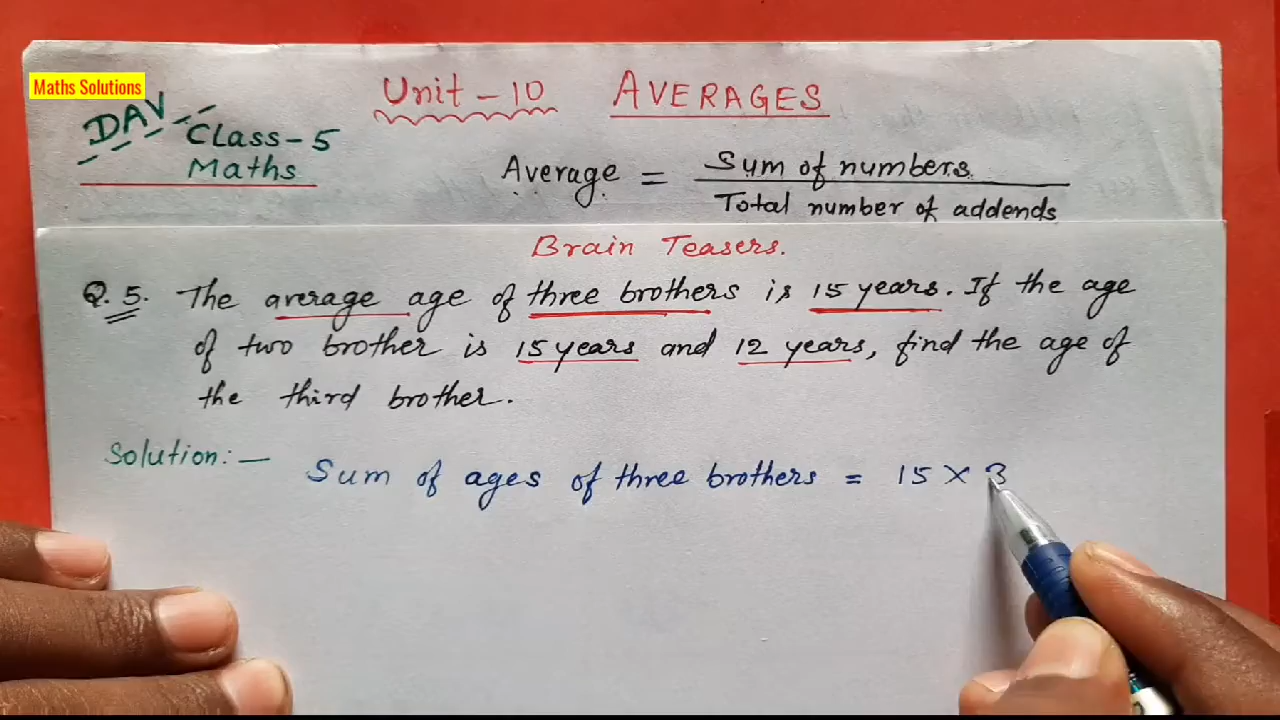 Maths Solutions
Unit - 10 AVERAGES
DAV Class-5
Maths
Average = Sum of numbers
Total number of addends
Brain Teasers.
Q.5. The average age of three brothers is 15 years. If the age
of two brother is 15 years and 12 years, find the age of
the third brother.
Solution:-
Sum of ages of three brothers = 15 × 3